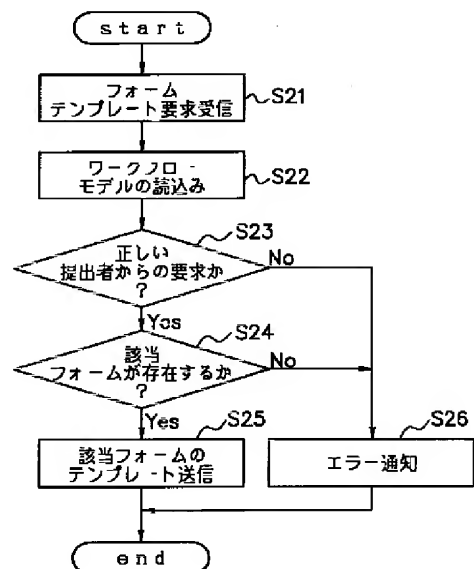 start
フォーム
テンプレート要求受信
S21
ワークフロー
モデルの読込み
S22
S23
正しい
提出者からの要求か
?
No
Yes
S24
該当
フォームが存在するか
?
No
Yes
S25
該当フォームの
テンプレート送信
S26
エラー通知
end